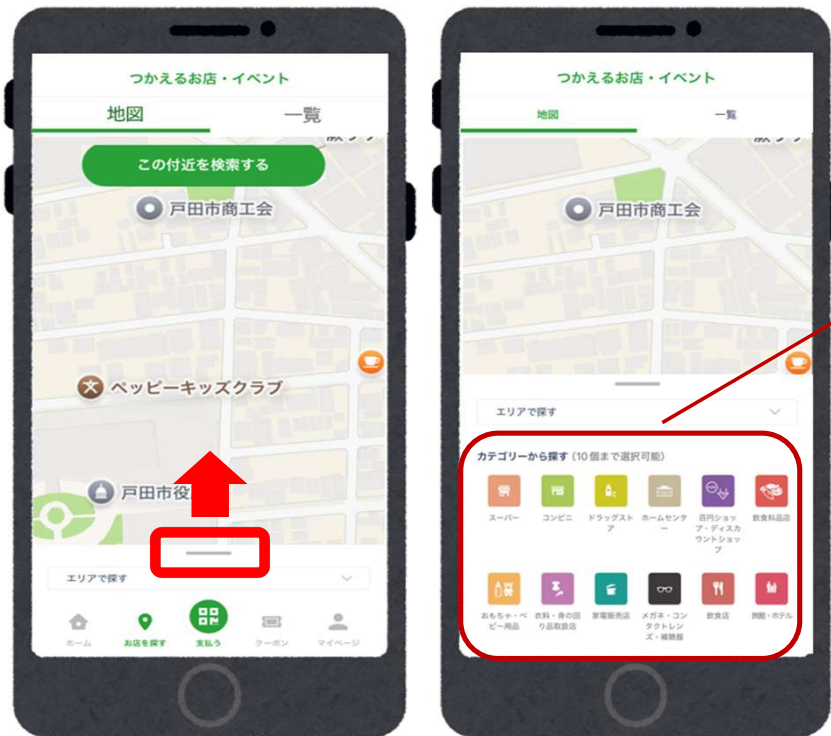 つかえるお店・イベント
地図
一覧
この付近を検索する
戸田市商工会
ペッピーキッズクラブ
戸田市役
エリアで探す
ホーム
お店を探す
支払う
クーポン
マイページ
つかえるお店・イベント
地図
一覧
戸田市商工会
エリアで探す
カテゴリーから探す（10個まで選択可能）
スーパー
コンビニ
ドラッグスト
ア
ホームセンタ
ー
百円ショッ
プ・ディスカ
ウントショッ
プ
飲食料品店
おもちゃ・ベ
ビー用品
衣料・身の回
り品取扱店
家電販売店
メガネ・コン
タクトレン
ズ・補聴器
飲食店
旅館・ホテル